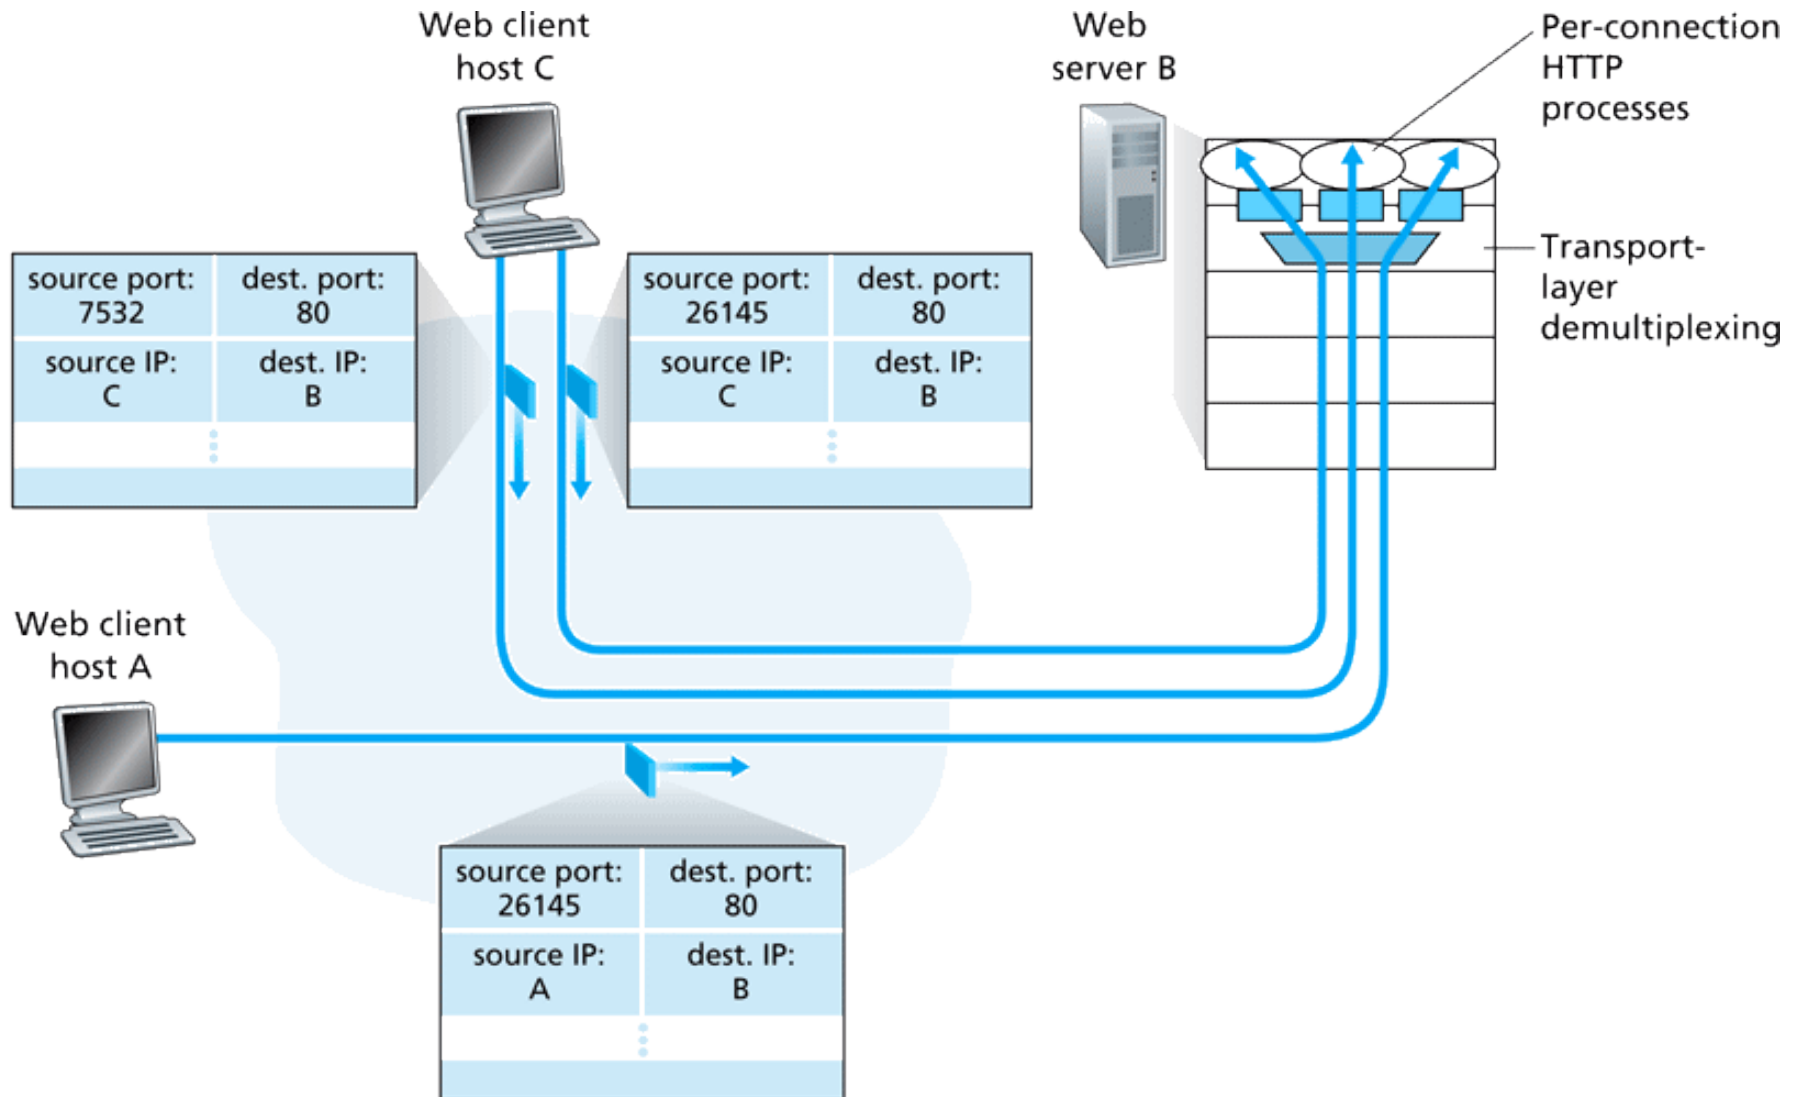 Web client
host C
Web
server B
Per-connection
HTTP
processes
Transport-
layer
demultiplexing
source port:
7532
dest. port:
80
source IP:
C
dest. IP:
B
source port:
26145
dest. port:
80
source IP:
C
dest. IP:
B
Web client
host A
source port:
26145
dest. port:
80
source IP:
A
dest. IP:
B